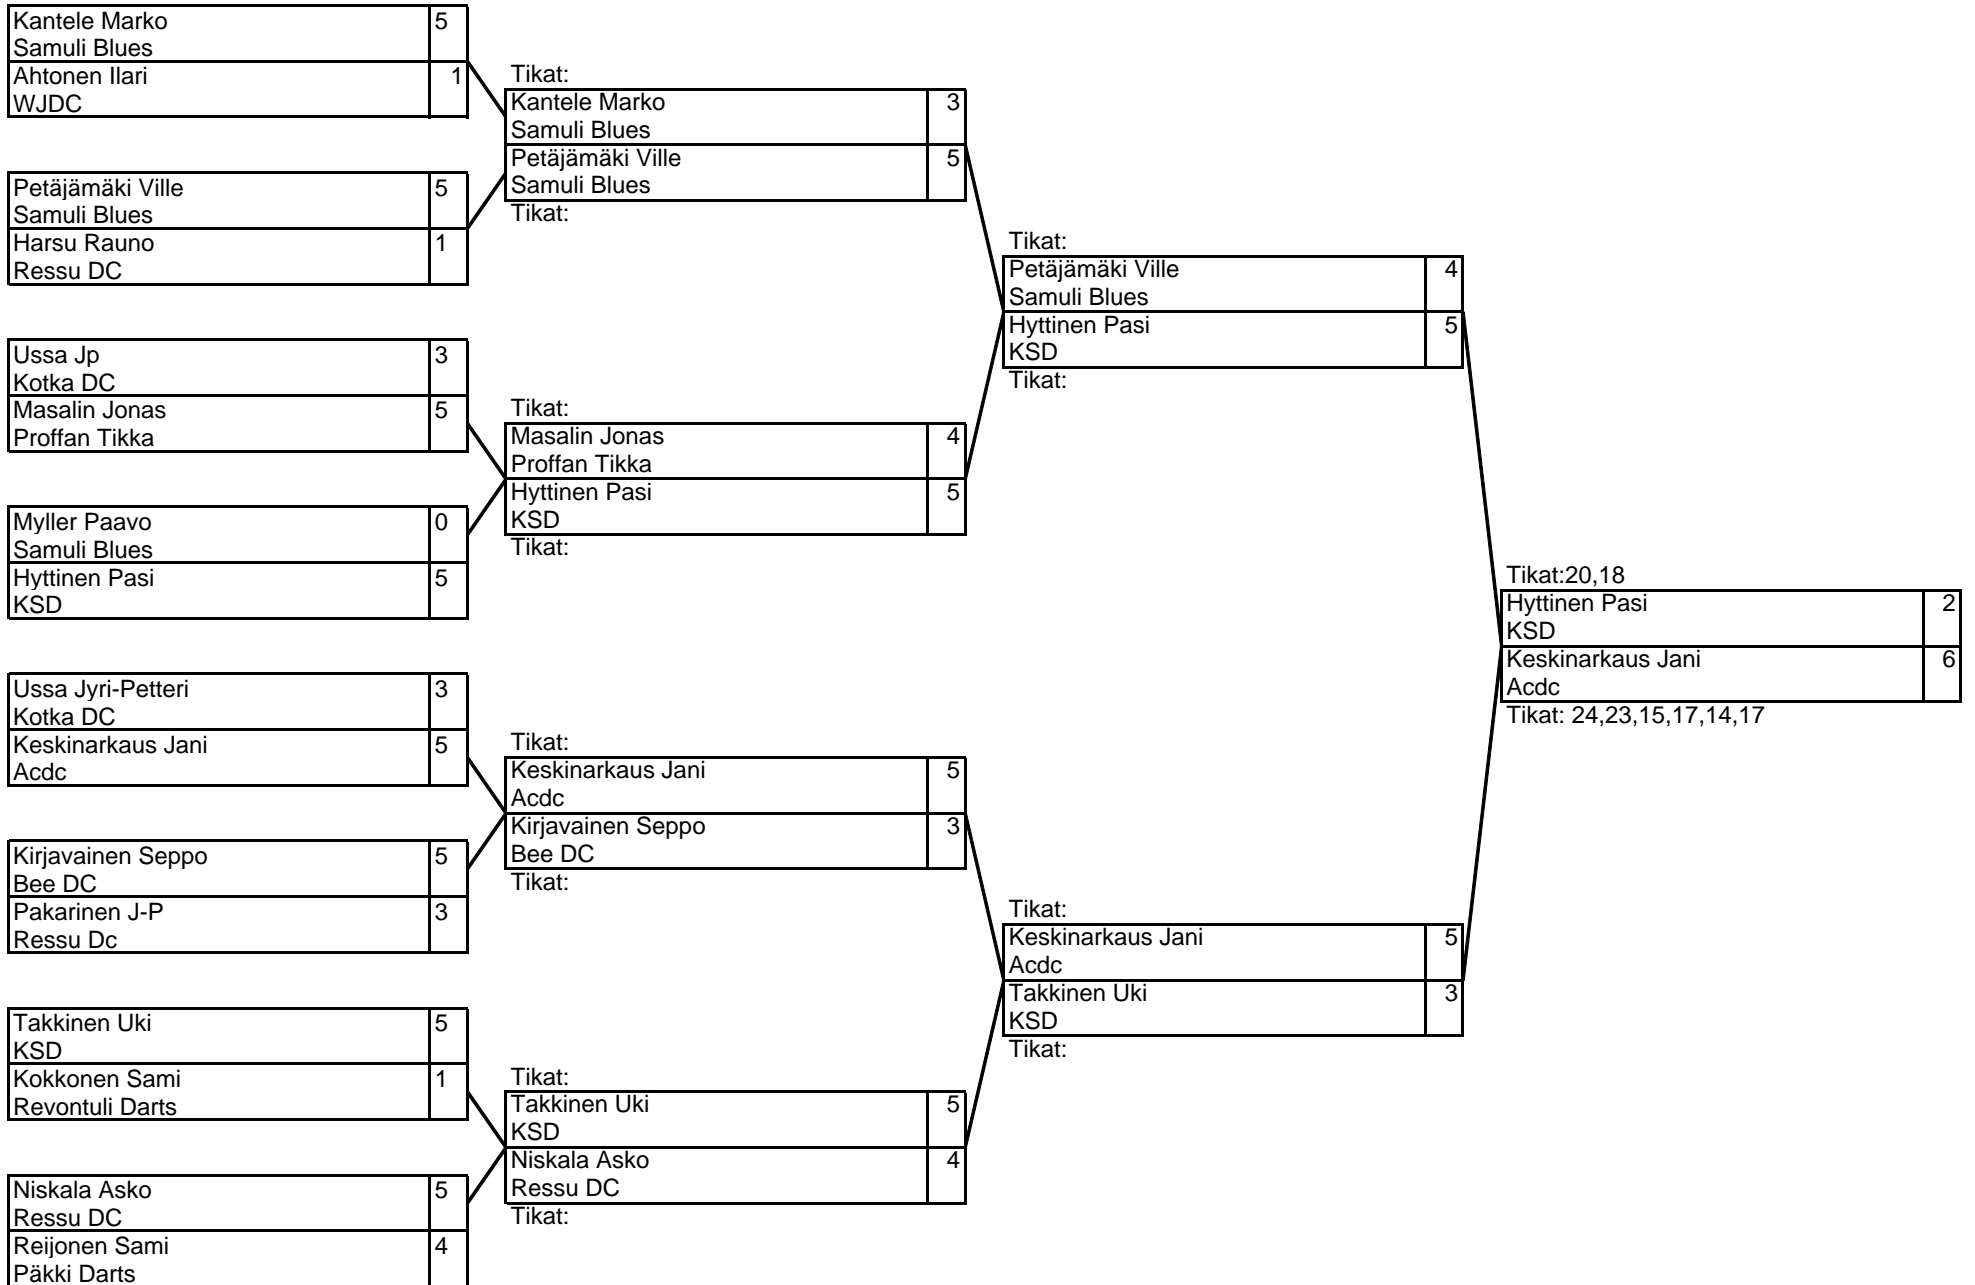 Kantele Marko 5
Samuli Blues
Ahtonen Ilari 1
WJDC
Petäjämäki Ville 5
Samuli Blues
Harsu Rauno 1
Ressu DC
Ussa Jp 3
Kotka DC
Masalin Jonas 5
Proffan Tikka
Myller Paavo 0
Samuli Blues
Hyttinen Pasi 5
KSD
Ussa Jyri-Petteri 3
Kotka DC
Keskinarkaus Jani 5
Acdc
Kirjavainen Seppo 5
Bee DC
Pakarinen J-P 3
Ressu Dc
Takkinen Uki 5
KSD
Kokkonen Sami 1
Revontuli Darts
Niskala Asko 5
Ressu DC
Reijonen Sami 4
Päkki Darts
Tikat:
Kantele Marko 3
Samuli Blues
Petäjämäki Ville 5
Samuli Blues
Tikat:
Tikat:
Masalin Jonas 4
Proffan Tikka
Hyttinen Pasi 5
KSD
Tikat:
Tikat:
Keskinarkaus Jani 5
Acdc
Kirjavainen Seppo 3
Bee DC
Tikat:
Tikat:
Takkinen Uki 5
KSD
Niskala Asko 4
Ressu DC
Tikat:
Tikat:
Petäjämäki Ville 4
Samuli Blues
Hyttinen Pasi 5
KSD
Tikat:
Tikat:
Keskinarkaus Jani 5
Acdc
Takkinen Uki 3
KSD
Tikat:
Tikat:20,18
Hyttinen Pasi 2
KSD
Keskinarkaus Jani 6
Acdc
Tikat: 24,23,15,17,14,17